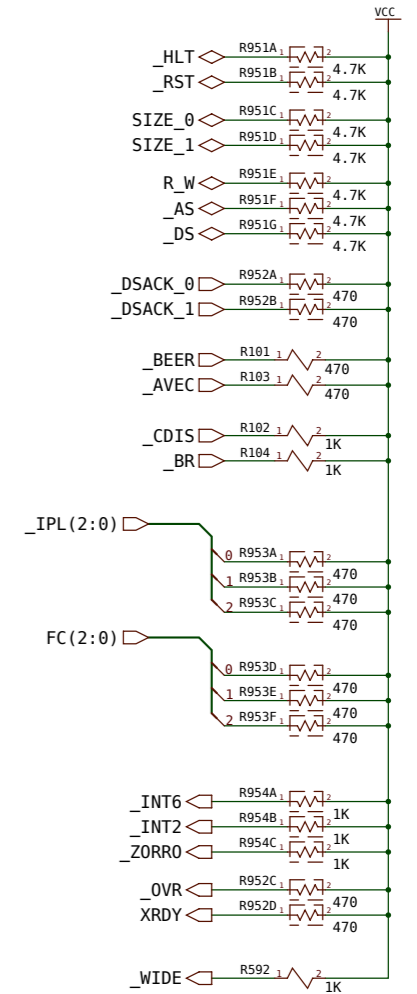 VCC
_HLT R951A 1 2 4.7K
_RST R951B 1 2 4.7K
SIZE_0 R951C 1 2 4.7K
SIZE_1 R951D 1 2 4.7K
R_W R951E 1 2 4.7K
_AS R951F 1 2 4.7K
_DS R951G 1 2 4.7K
_DSACK_0 R952A 1 2 470
_DSACK_1 R952B 1 2 470
_BEER R101 1 2 470
_AVEC R103 1 2 470
_CDIS R102 1 2 1K
_BR R104 1 2 1K
_IPL(2:0)
0 R953A 1 2 470
1 R953B 1 2 470
2 R953C 1 2 470
FC(2:0)
0 R953D 1 2 470
1 R953E 1 2 470
2 R953F 1 2 470
_INT6 R954A 1 2 1K
_INT2 R954B 1 2 1K
_ZORRO R954C 1 2 1K
_OVR R952C 1 2 470
XRDY R952D 1 2 470
_WIDE R592 1 2 1K